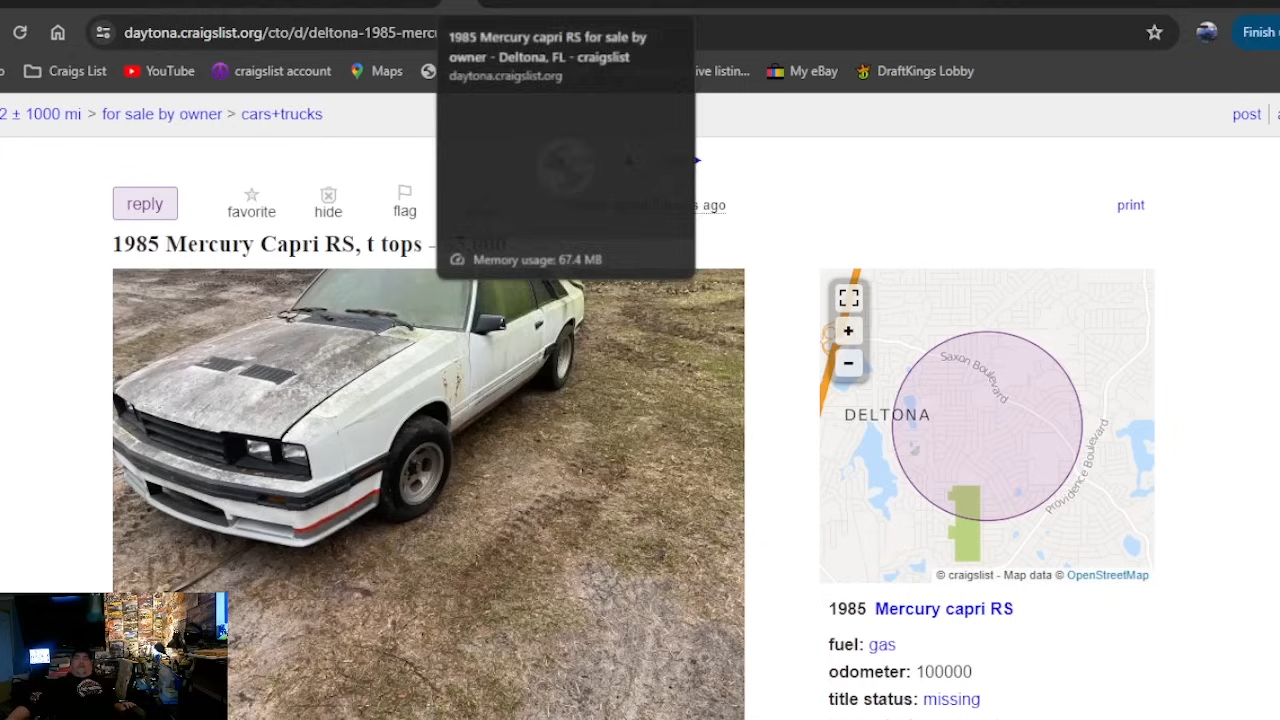 daytona.craigslist.org/cto/d/deltona-1985-merc
1985 Mercury capri RS for sale by
owner - Deltona, FL - craigslist
daytona.craigslist.org
Craigs List
YouTube
craigslist account
Maps
ive listin...
My eBay
DraftKings Lobby
Finish
2 ± 1000 mi > for sale by owner > cars+trucks
post
reply
favorite
hide
flag
ago
print
1985 Mercury Capri RS, t tops -
Memory usage: 67.4 MB
+
−
Saxon Boulevard
DELTONA
Providence Boulevard
© craigslist - Map data © OpenStreetMap
1985 Mercury capri RS
fuel: gas
odometer: 100000
title status: missing